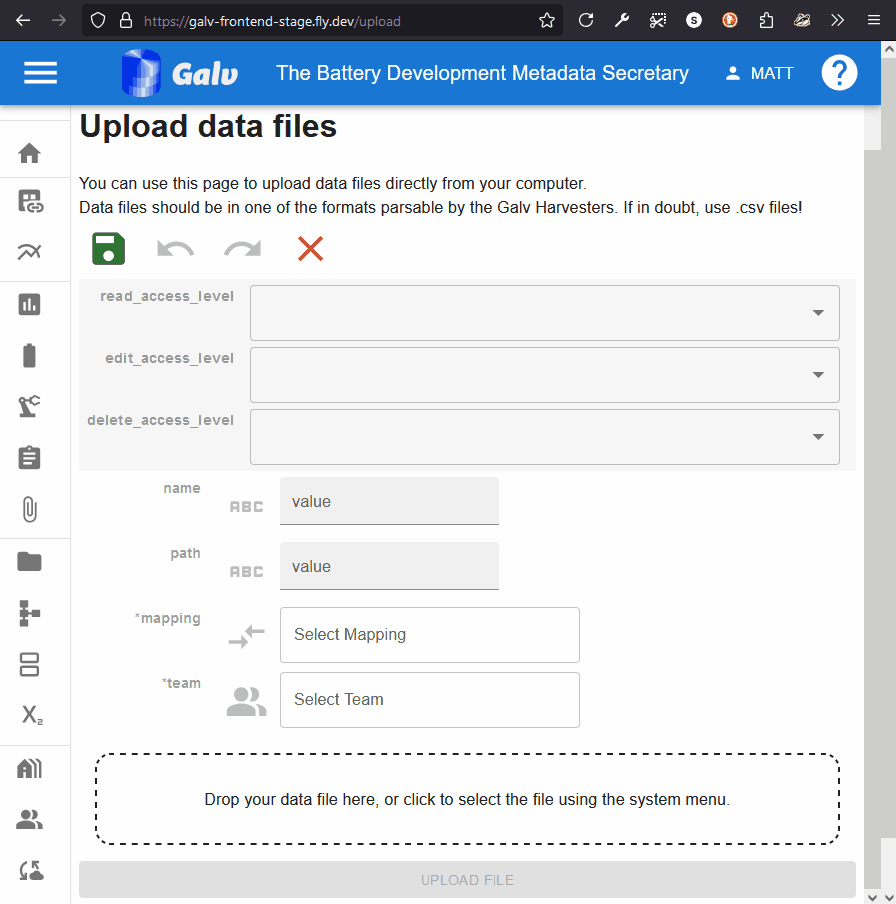 https://galv-frontend-stage.fly.dev/upload
S
Galv
The Battery Development Metadata Secretary
MATT
?
Upload data files
You can use this page to upload data files directly from your computer.
Data files should be in one of the formats parsable by the Galv Harvesters. If in doubt, use .csv files!
read_access_level
edit_access_level
delete_access_level
name
ABC
value
path
ABC
value
*mapping
Select Mapping
*team
Select Team
X₂
Drop your data file here, or click to select the file using the system menu.
UPLOAD FILE